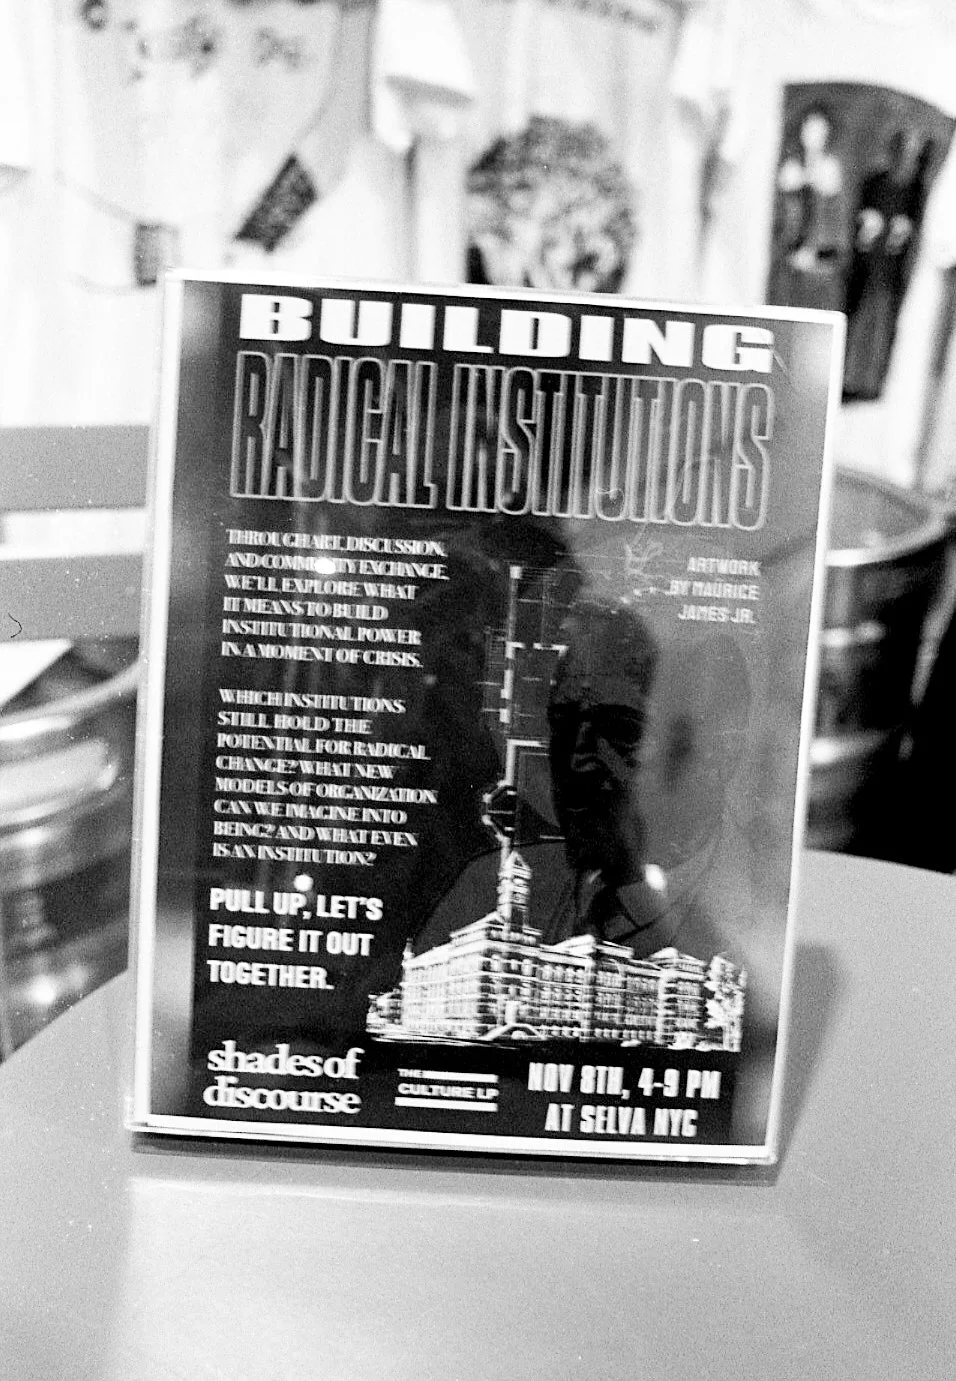 BUILDING
RADICAL INSTITUTIONS
THROUGH ART, DISCUSSION,
AND COMMUNITY EXCHANGE,
WE'LL EXPLORE WHAT
IT MEANS TO BUILD
INSTITUTIONAL POWER
IN A MOMENT OF CRISIS.
WHICH INSTITUTIONS
STILL HOLD THE
POTENTIAL FOR RADICAL
CHANGE? WHAT NEW
MODELS OF ORGANIZATION
CAN WE IMAGINE INTO
BEING? AND WHAT EVEN
IS AN INSTITUTION?
PULL UP, LET'S
FIGURE IT OUT
TOGETHER.
ARTWORK
BY MAURICE
JAMES JR.
shades of
discourse
THE
CULTURE LP
NOV 8TH, 4-9 PM
AT SELVA NYC